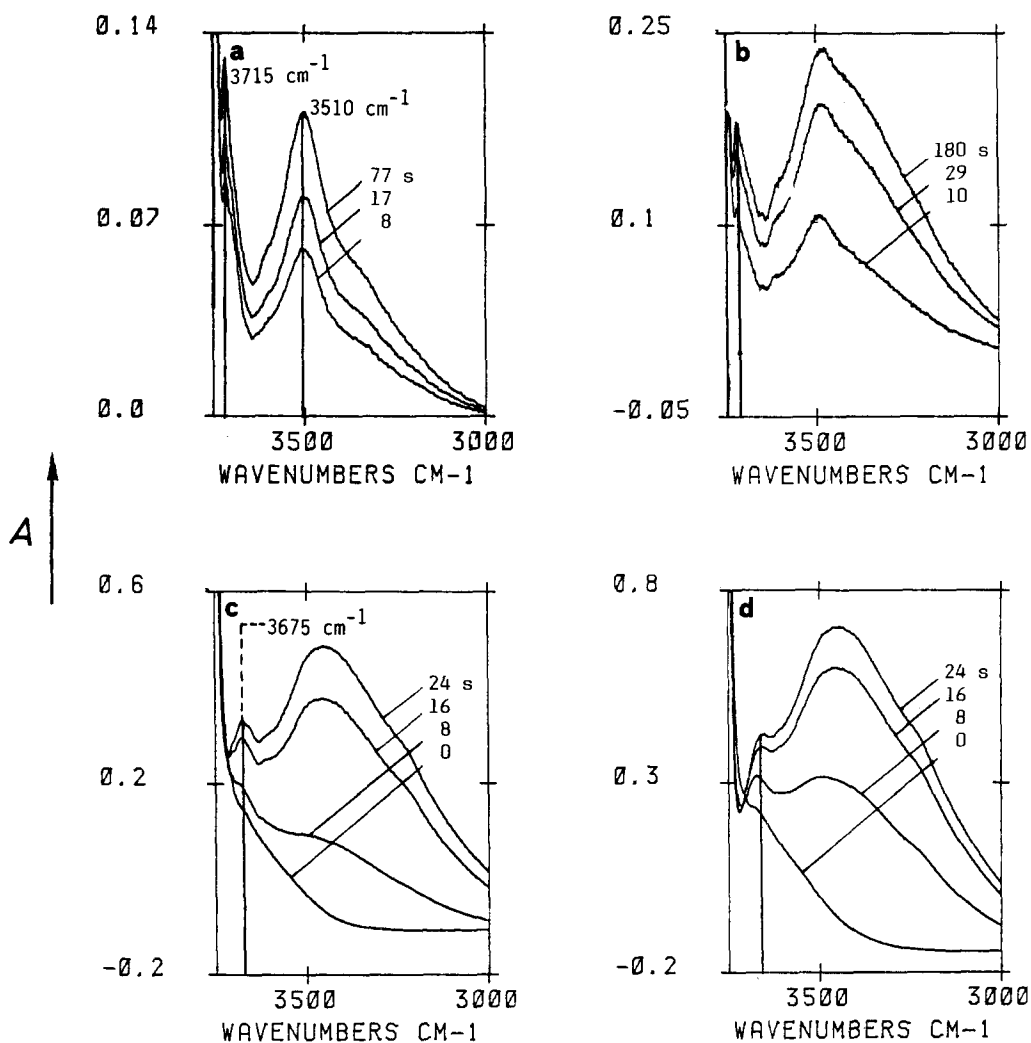 0.14
a
3715 cm-1
3510 cm-1
77 s
17
8
0.07
0.0
3500 3000
WAVENUMBERS CM-1
0.25
b
180 s
29
10
0.1
-0.05
3500 3000
WAVENUMBERS CM-1
A
0.6
c
3675 cm-1
24 s
16
8
0
0.2
-0.2
3500 3000
WAVENUMBERS CM-1
0.8
d
24 s
16
8
0
0.3
-0.2
3500 3000
WAVENUMBERS CM-1